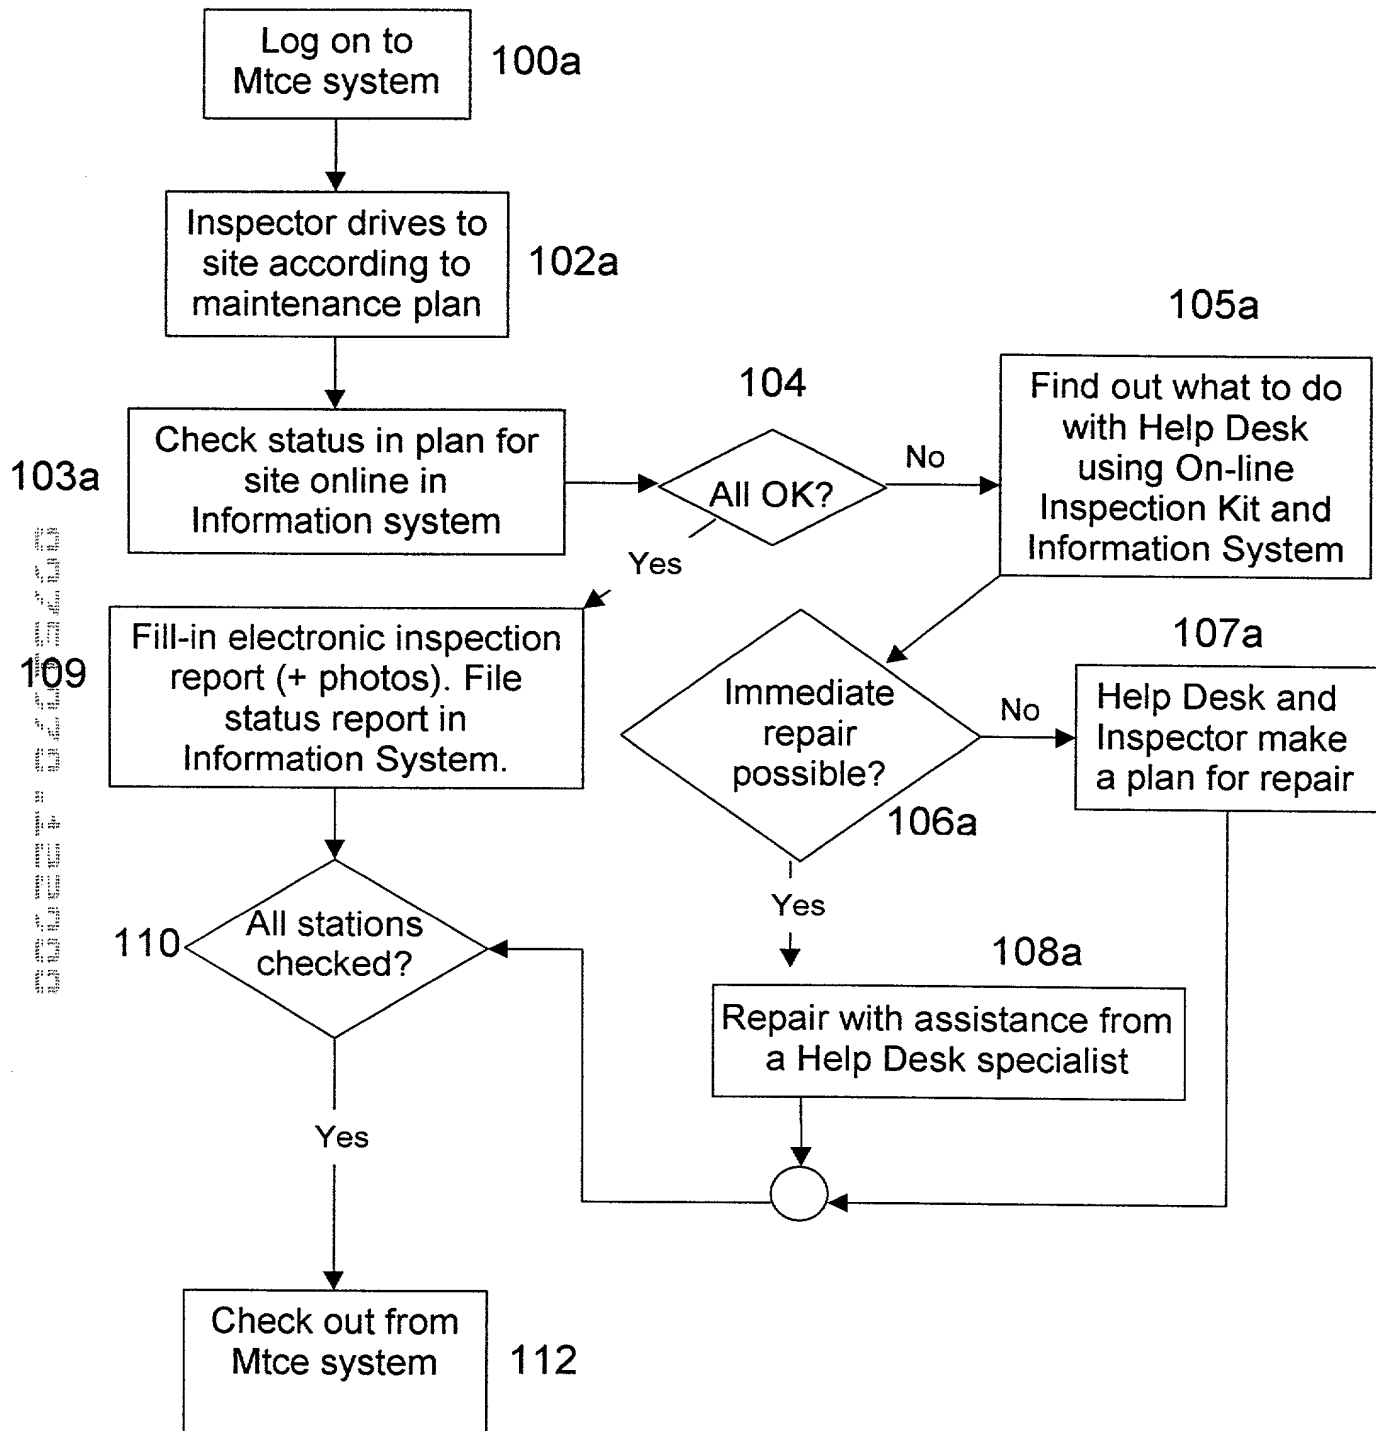 Log on to
Mtce system
100a
Inspector drives to
site according to
maintenance plan
102a
103a
Check status in plan for
site online in
Information system
104
All OK?
No
Yes
105a
Find out what to do
with Help Desk
using On-line
Inspection Kit and
Information System
109
Fill-in electronic inspection
report (+ photos). File
status report in
Information System.
Immediate
repair
possible?
106a
No
Yes
107a
Help Desk and
Inspector make
a plan for repair
110
All stations
checked?
Yes
108a
Repair with assistance from
a Help Desk specialist
Check out from
Mtce system
112